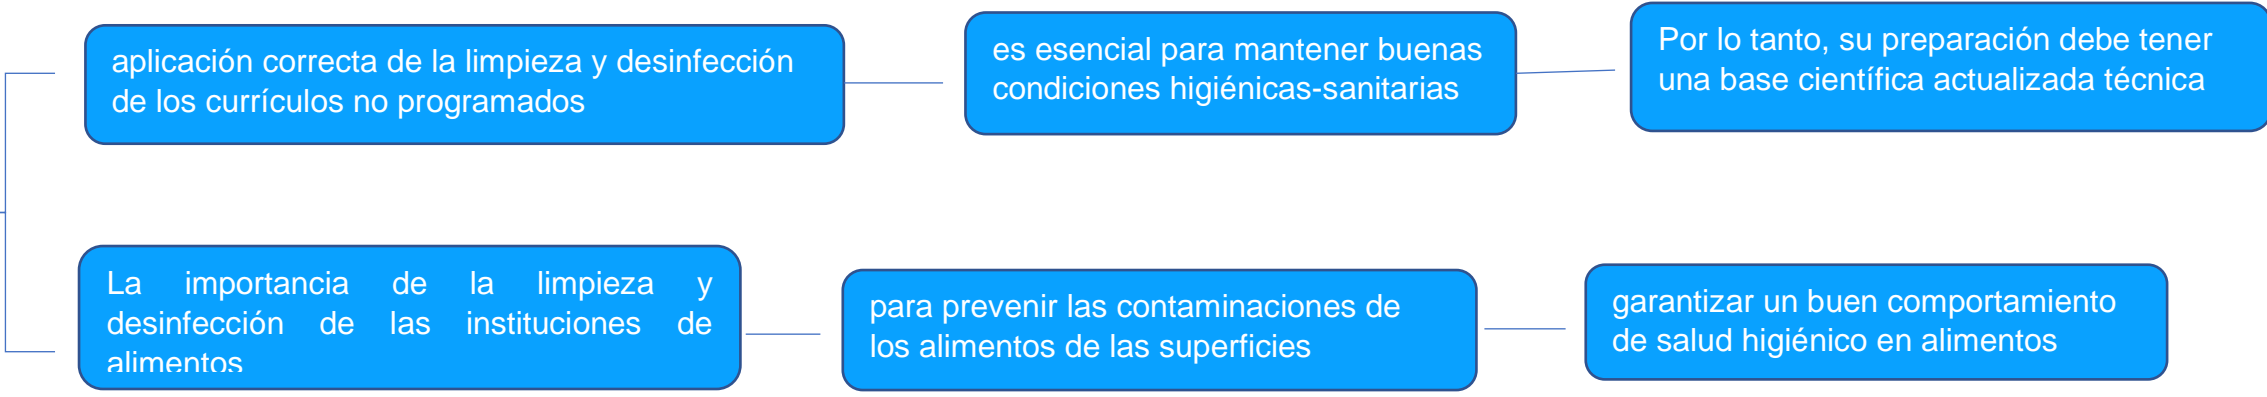 aplicación correcta de la limpieza y desinfección
de los currículos no programados
es esencial para mantener buenas
condiciones higiénicas-sanitarias
Por lo tanto, su preparación debe tener
una base científica actualizada técnica
La importancia de la limpieza y
desinfección de las instituciones de
alimentos
para prevenir las contaminaciones de
los alimentos de las superficies
garantizar un buen comportamiento
de salud higiénico en alimentos